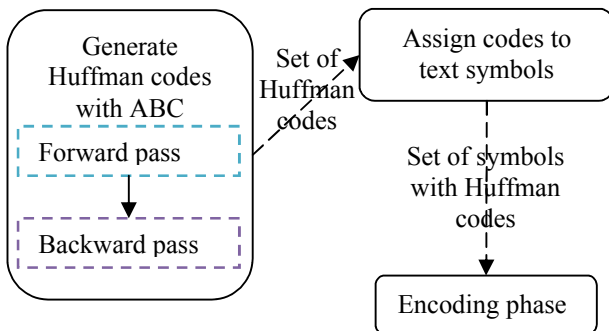 Generate
Huffman codes
with ABC
Forward pass
Backward pass
Set of
Huffman
codes
Assign codes to
text symbols
Set of symbols
with Huffman
codes
Encoding phase